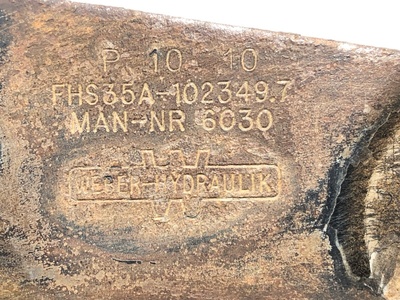 P 10 10
FHS35A-102349.7
MAN-NR 6030
WEBER-HYDRAULIK